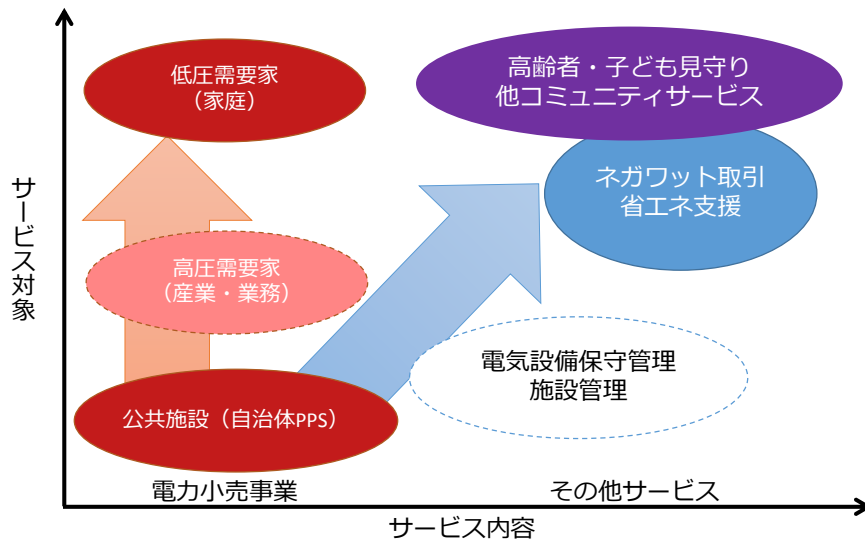 低圧需要家
（家庭）
高齢者・子ども見守り
他コミュニティサービス
ネガワット取引
省エネ支援
サービス対象
高圧需要家
（産業・業務）
電気設備保守管理
施設管理
公共施設（自治体PPS）
電力小売事業
その他サービス
サービス内容